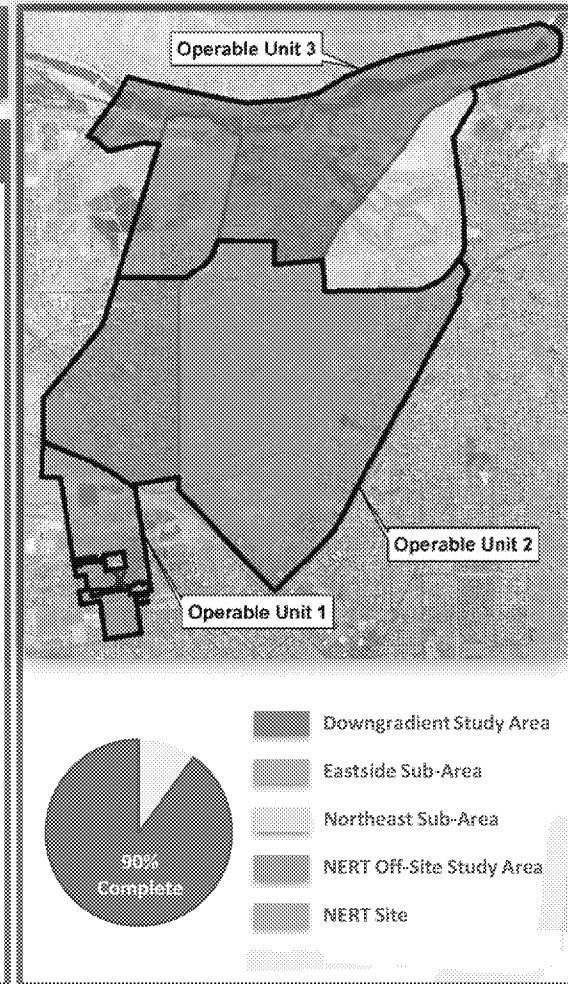 Operable Unit 3
Operable Unit 2
Operable Unit 1
90%
Complete
Downgradient Study Area
Eastside Sub-Area
Northeast Sub-Area
NERT Off-Site Study Area
NERT Site